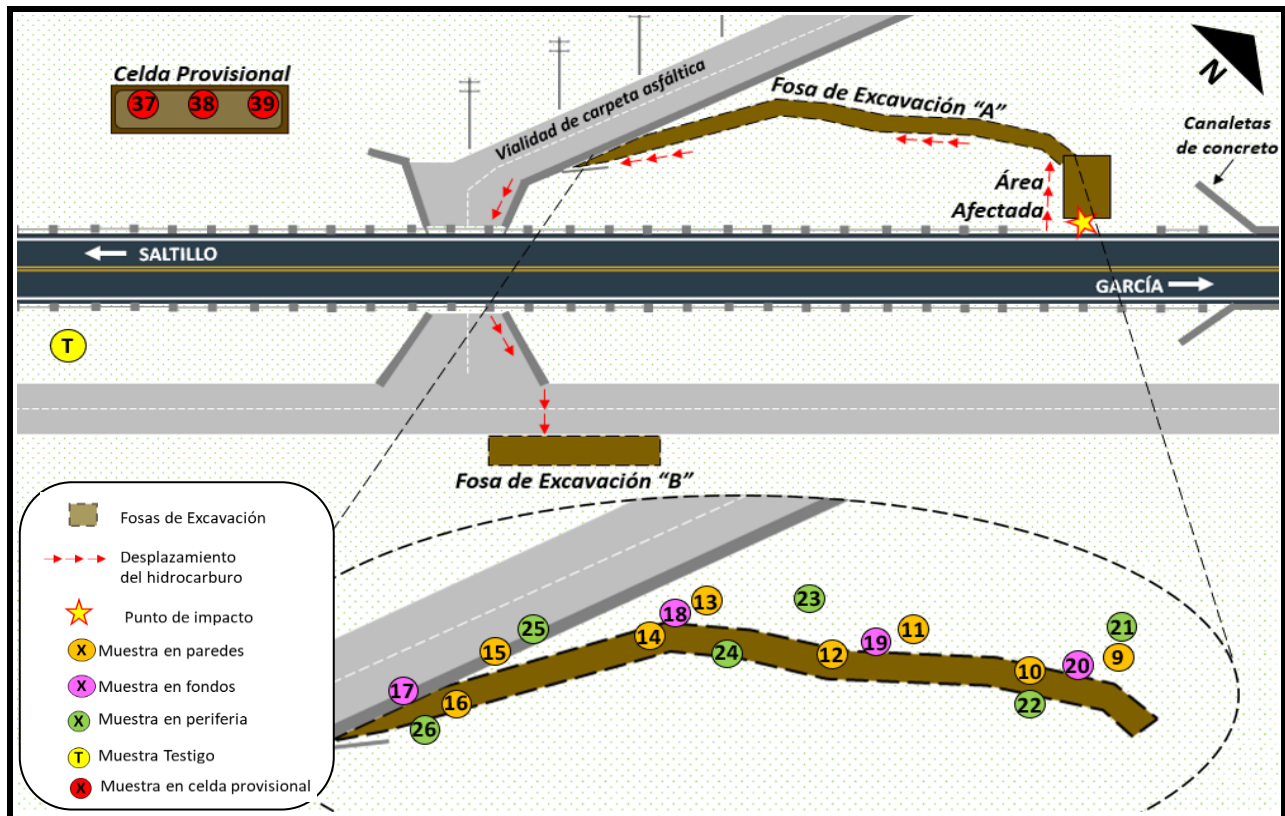 Celda Provisional
37 38 39
Vialidad de carpeta asfáltica
Fosa de Excavación “A”
N
Canaletas
de concreto
Área
Afectada
SALTILLO
GARCÍA
T
Fosa de Excavación “B”
Fosas de Excavación
Desplazamiento
del hidrocarburo
Punto de impacto
X Muestra en paredes
X Muestra en fondos
X Muestra en periferia
T Muestra Testigo
X Muestra en celda provisional
13
23
18
25
14
11
21
15
12
19
9
24
10
20
17
16
22
26